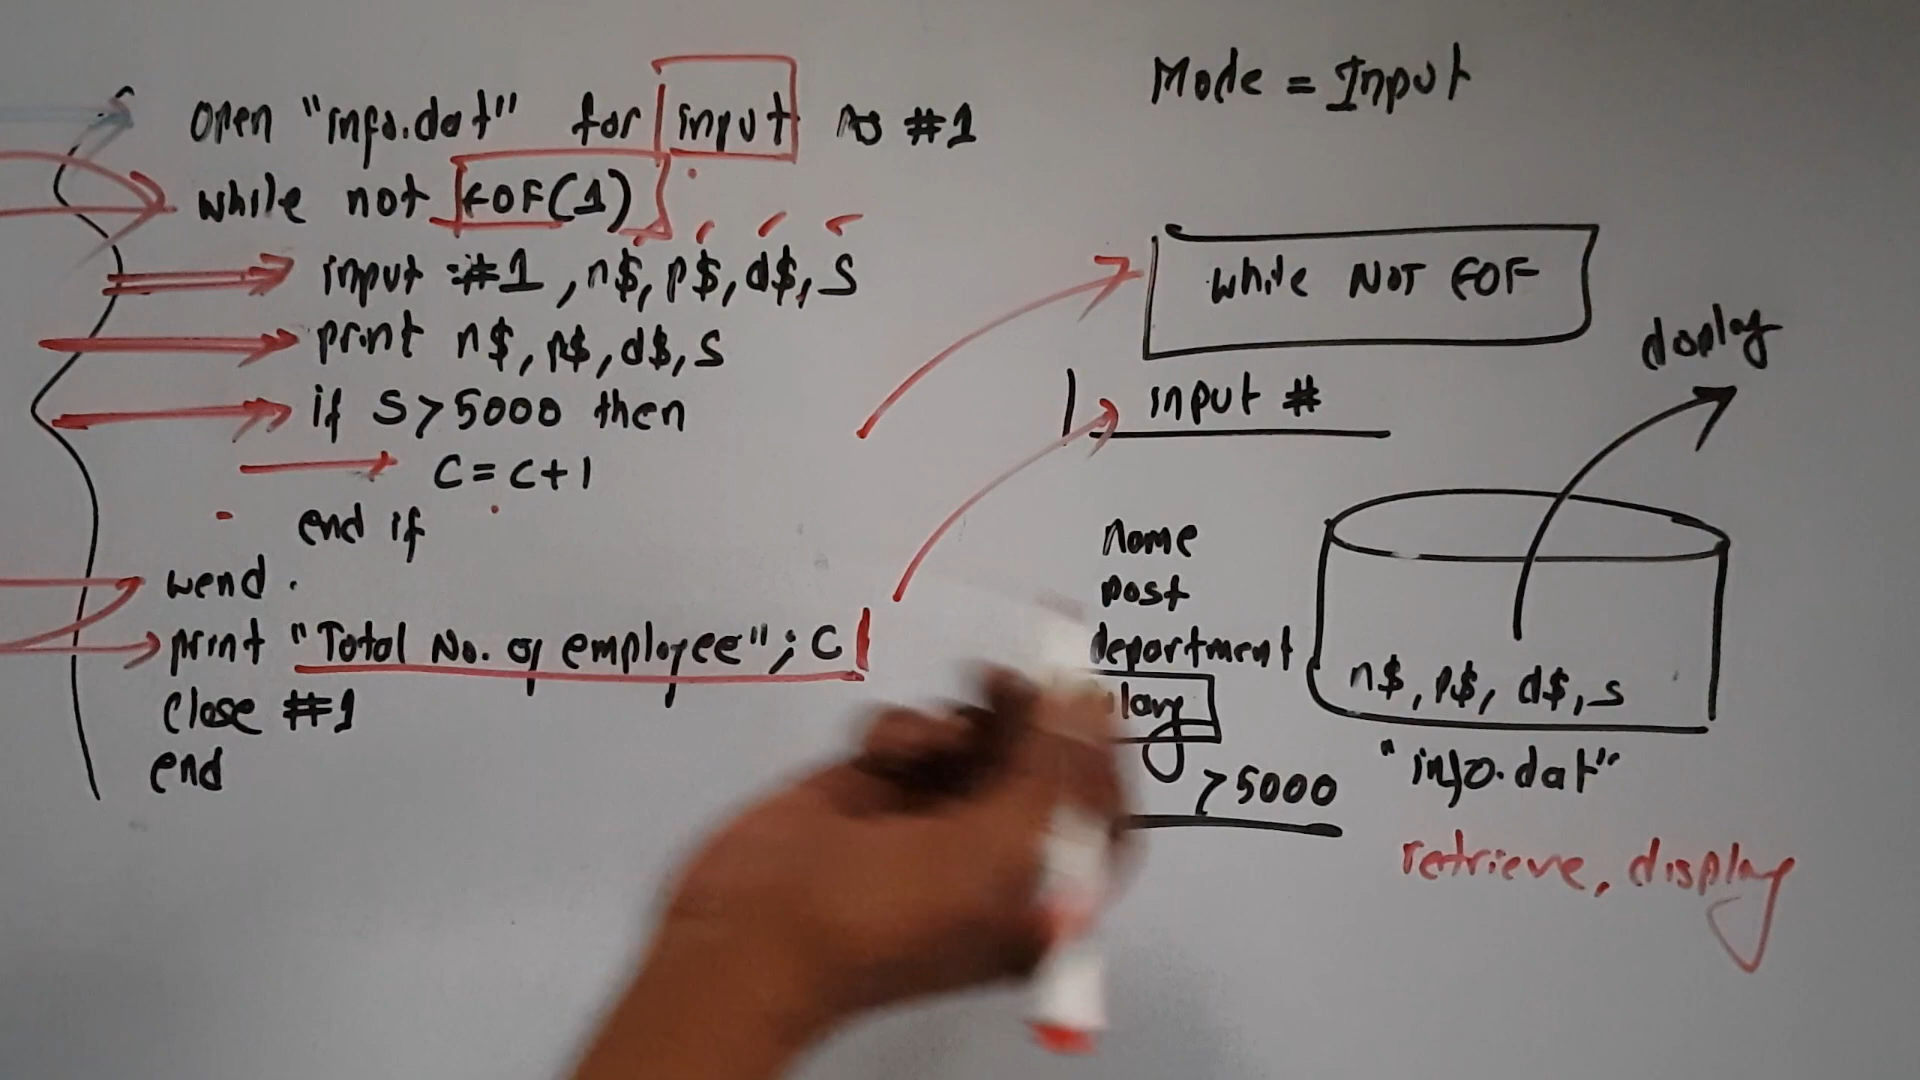 open "info.dat" for input as #1
while not EOF(1)
input #1, n$, p$, d$, s
print n$, p$, d$, s
if s > 5000 then
c = c + 1
end if
wend
print "Total No. of employee"; c
close #1
end
Mode = Input
while NOT EOF
input #
display
name
post
department
> 5000
n$, p$, d$, s
"info.dat"
retrieve, display